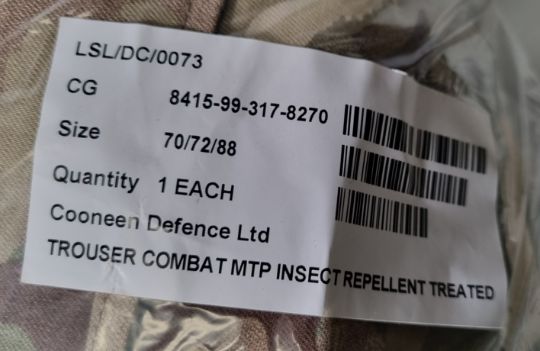 LSL/DC/0073
CG 8415-99-317-8270
Size 70/72/88
Quantity 1 EACH
Cooneen Defence Ltd
TROUSER COMBAT MTP INSECT REPELLENT TREATED